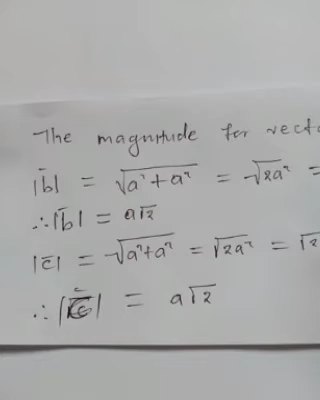 The magnitude for vect
|b̄| = √a²+a² = √2a² =
∴|b̄| = a√2
|c̄| = √a²+a² = √2a² = √2
∴|c̄| = a√2